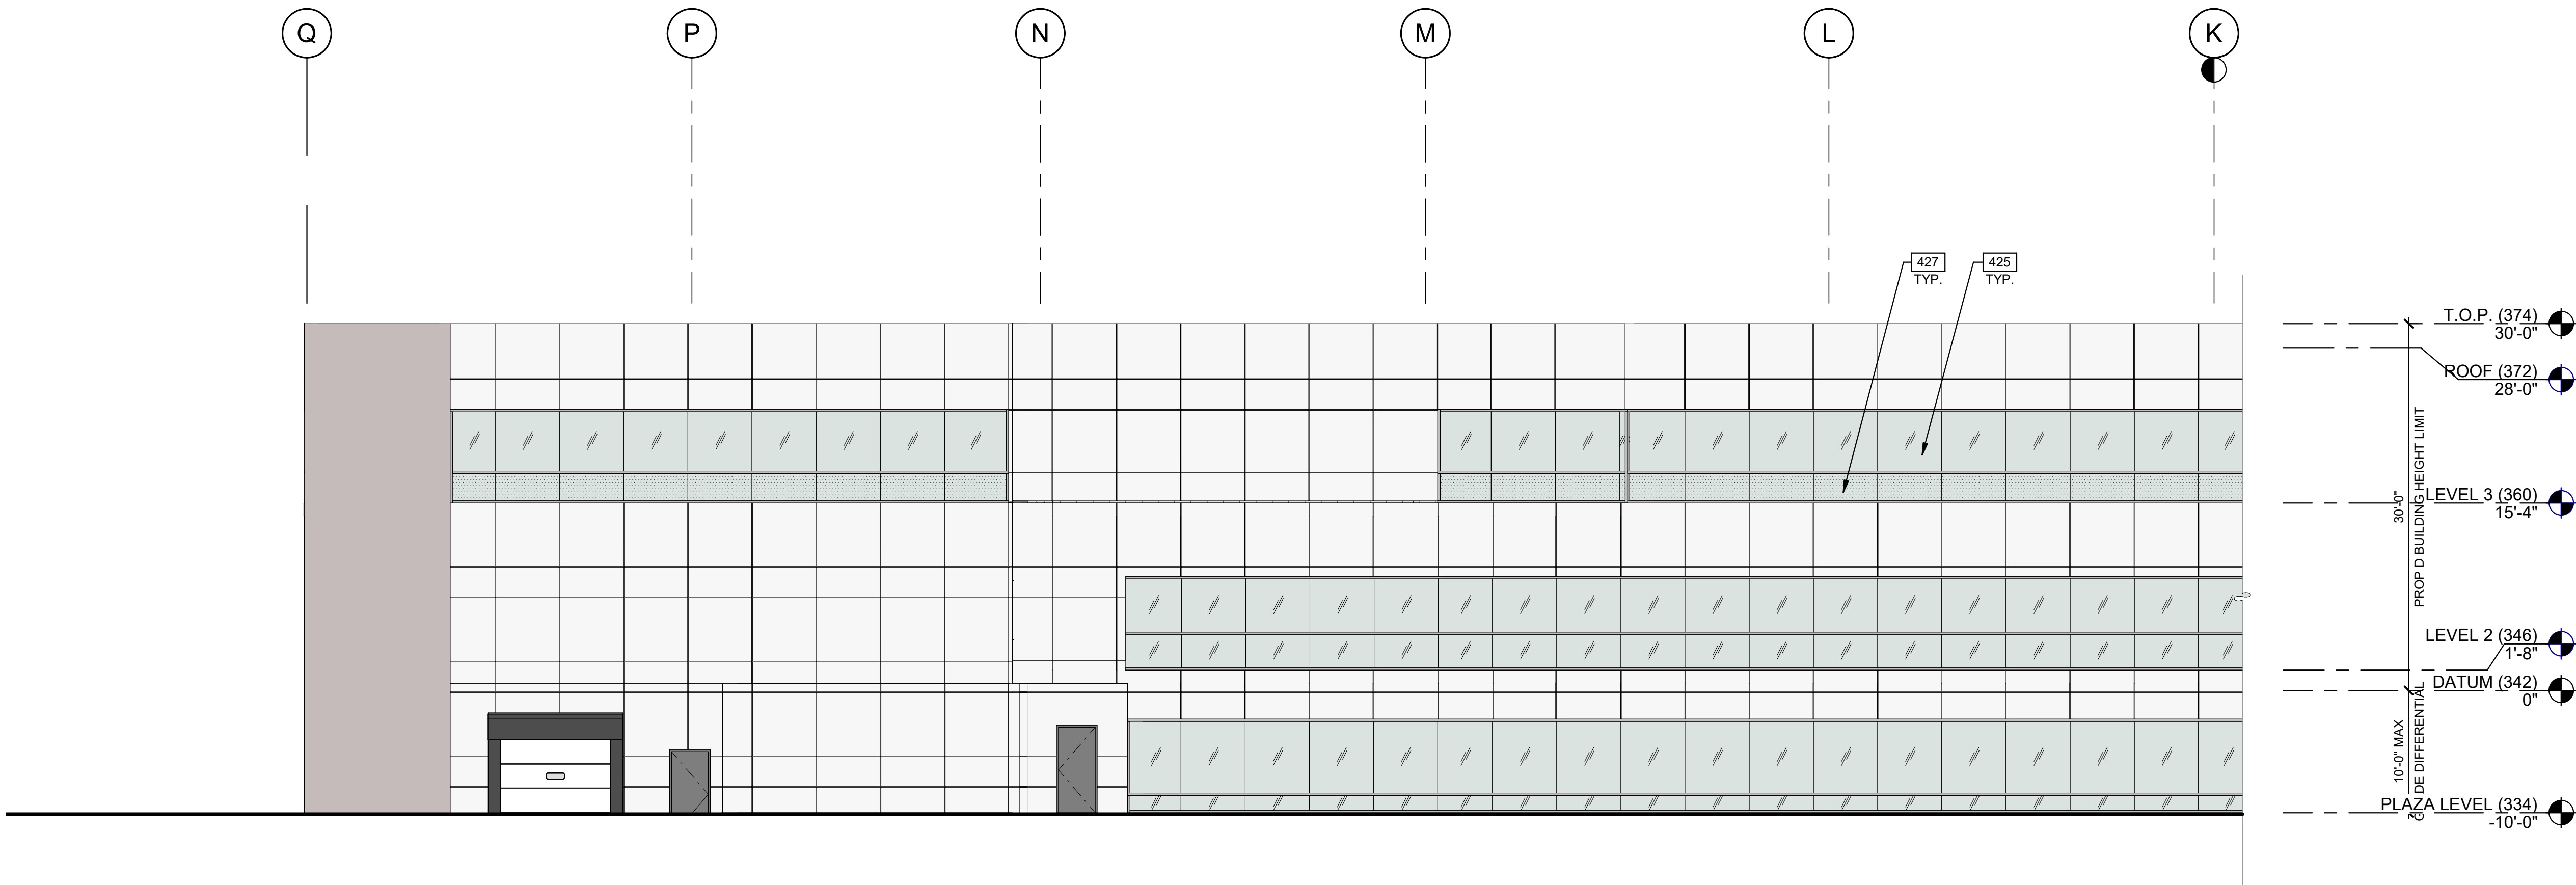 Q P N M L K
427 425
TYP. TYP.
T.O.P. (374)
30'-0"
ROOF (372)
28'-0"
LEVEL 3 (360)
15'-4"
30'-0"
PROP D BUILDING HEIGHT LIMIT
LEVEL 2 (346)
1'-8"
DATUM (342)
0"
10'-0" MAX
GRADE DIFFERENTIAL
PLAZA LEVEL (334)
-10'-0"